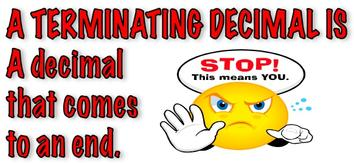 A TERMINATING DECIMAL IS
A decimal
that comes
to an end.
STOP!
This means YOU.